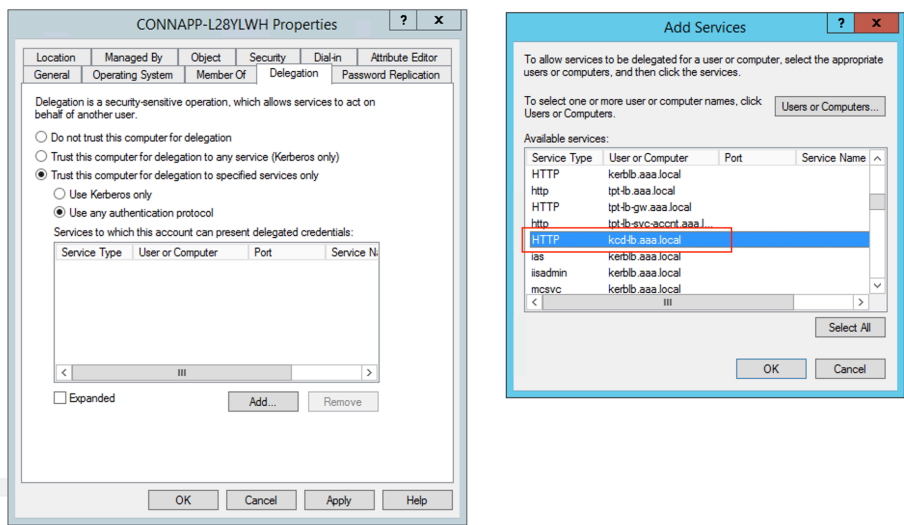 CONNAPP-L28YLWH Properties
? x
Location Managed By Object Security Dial-in Attribute Editor
General Operating System Member Of Delegation Password Replication
Delegation is a security-sensitive operation, which allows services to act on
behalf of another user.
Do not trust this computer for delegation
Trust this computer for delegation to any service (Kerberos only)
Trust this computer for delegation to specified services only
Use Kerberos only
Use any authentication protocol
Services to which this account can present delegated credentials:
Service Type User or Computer Port Service Na
Expanded
Add...
Remove
OK Cancel Apply Help
Add Services
? x
To allow services to be delegated for a user or computer, select the appropriate
users or computers, and then click the services.
To select one or more user or computer names, click
Users or Computers.
Users or Computers...
Available services:
Service Type User or Computer Port Service Name
HTTP kerblb.aaa.local
http tpt-lb.aaa.local
HTTP tpt-lb-gw.aaa.local
http tpt-lb-svc-accnt.aaa.l...
HTTP kcd-lb.aaa.local
ias kerblb.aaa.local
iisadmin kerblb.aaa.local
mcsvc kerblb.aaa.local
Select All
OK Cancel